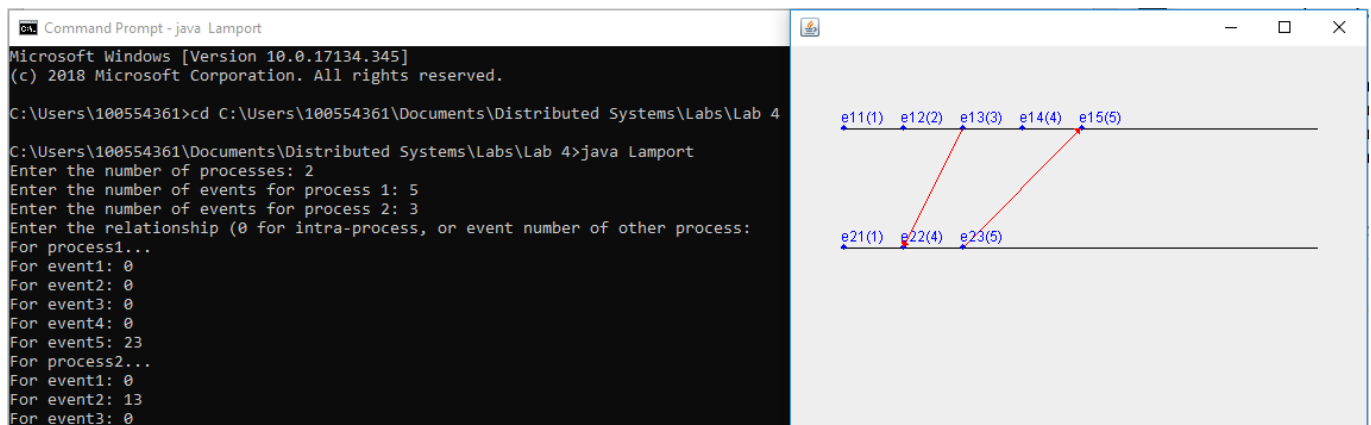 Command Prompt - java  Lamport
Microsoft Windows [Version 10.0.17134.345]
(c) 2018 Microsoft Corporation. All rights reserved.
C:\Users\100554361>cd C:\Users\100554361\Documents\Distributed Systems\Labs\Lab 4
C:\Users\100554361\Documents\Distributed Systems\Labs\Lab 4>java Lamport
Enter the number of processes: 2
Enter the number of events for process 1: 5
Enter the number of events for process 2: 3
Enter the relationship (0 for intra-process, or event number of other process:
For process1...
For event1: 0
For event2: 0
For event3: 0
For event4: 0
For event5: 23
For process2...
For event1: 0
For event2: 13
For event3: 0
e11(1) e12(2) e13(3) e14(4) e15(5)
e21(1) e22(4) e23(5)